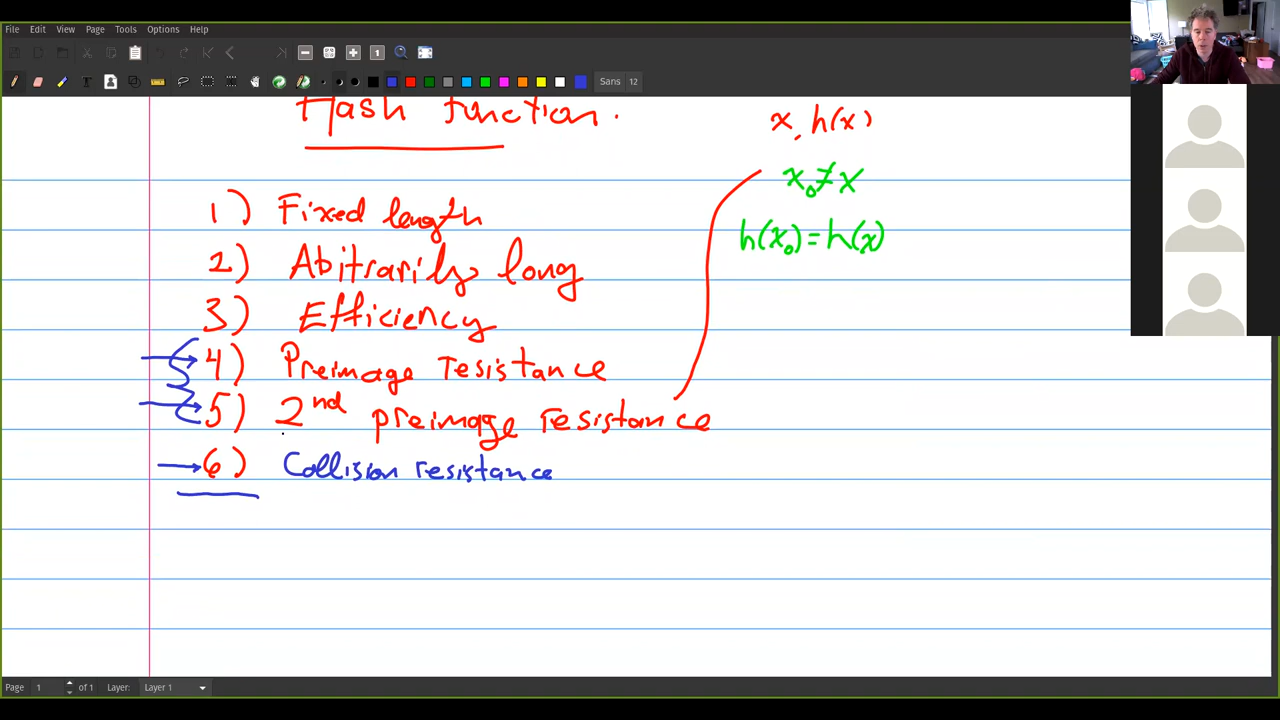 File Edit View Page Tools Options Help
Sans 12
Hash function.
1) Fixed length
2) Abitrarily long
3) Efficiency
4) Preimage resistance
5) 2nd preimage resistance
6) Collision resistance
x, h(x)
x₀≠x
h(x₀)=h(x)
Page 1 of 1 Layer: Layer 1